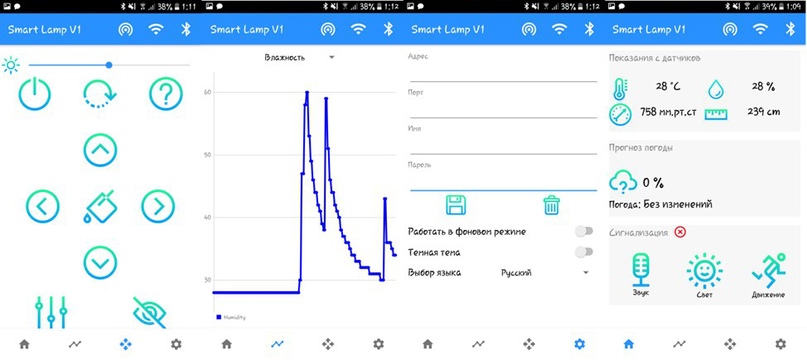 38% 1:11
Smart Lamp V1
38% 1:12
Smart Lamp V1
Влажность
60
50
40
30
Humidity
38% 1:12
Smart Lamp V1
Адрес
Порт
Имя
Пароль
Работать в фоновом режиме
Темная тема
Выбор языка Русский
39% 1:09
Smart Lamp V1
Показания с датчиков
28 °C 28 %
758 мм.рт.ст 239 cm
Прогноз погоды
0 %
Погода: Без изменений
Сигнализация
Звук Свет Движение